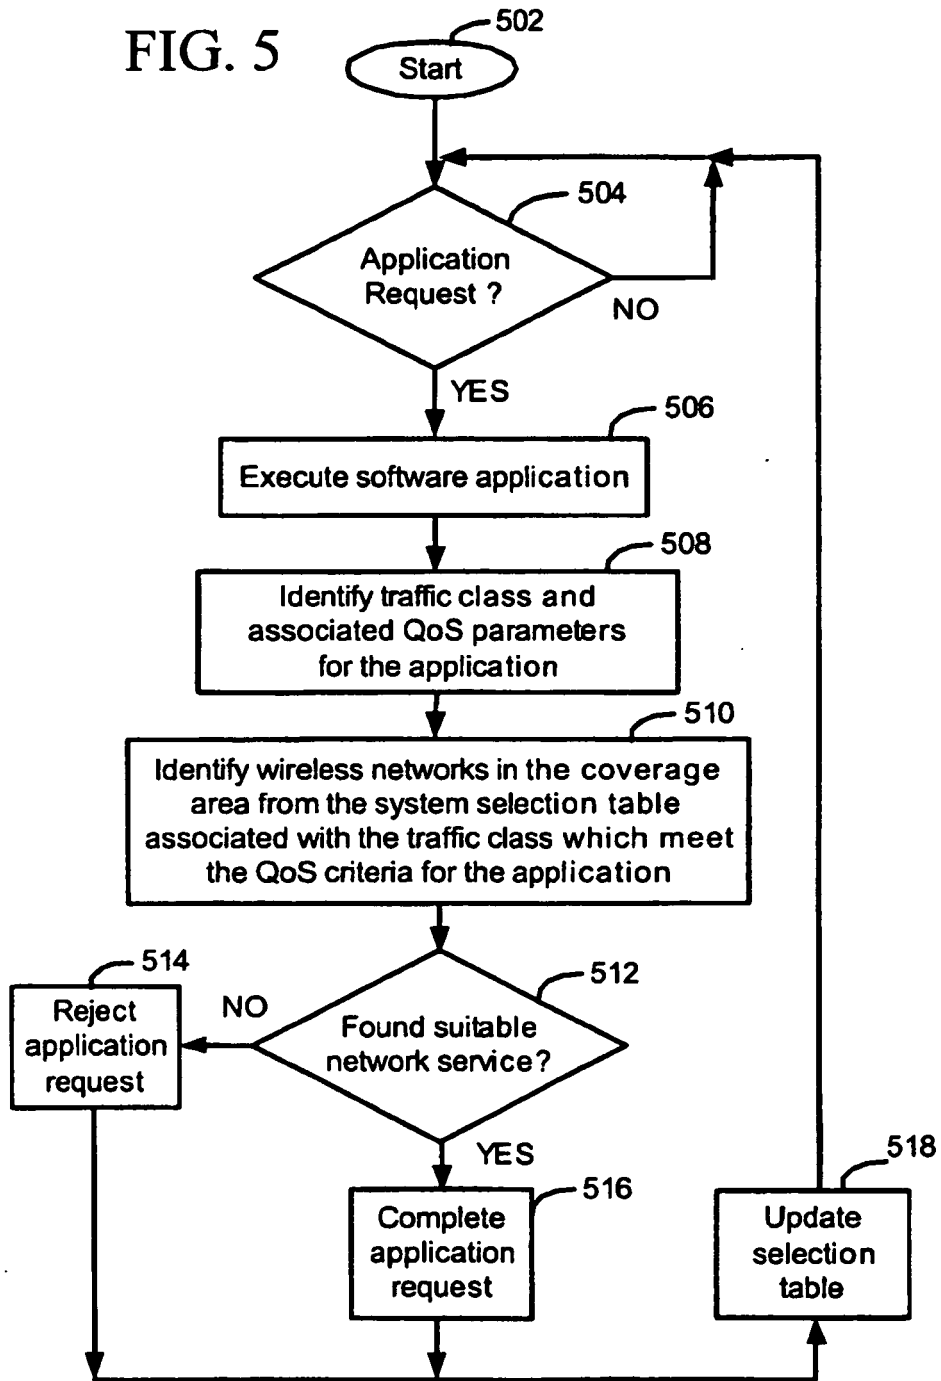 FIG. 5
502
Start
504
Application
Request ?
NO
YES
506
Execute software application
508
Identify traffic class and
associated QoS parameters
for the application
510
Identify wireless networks in the coverage
area from the system selection table
associated with the traffic class which meet
the QoS criteria for the application
512
Found suitable
network service?
NO
514
Reject
application
request
YES
516
Complete
application
request
518
Update
selection
table